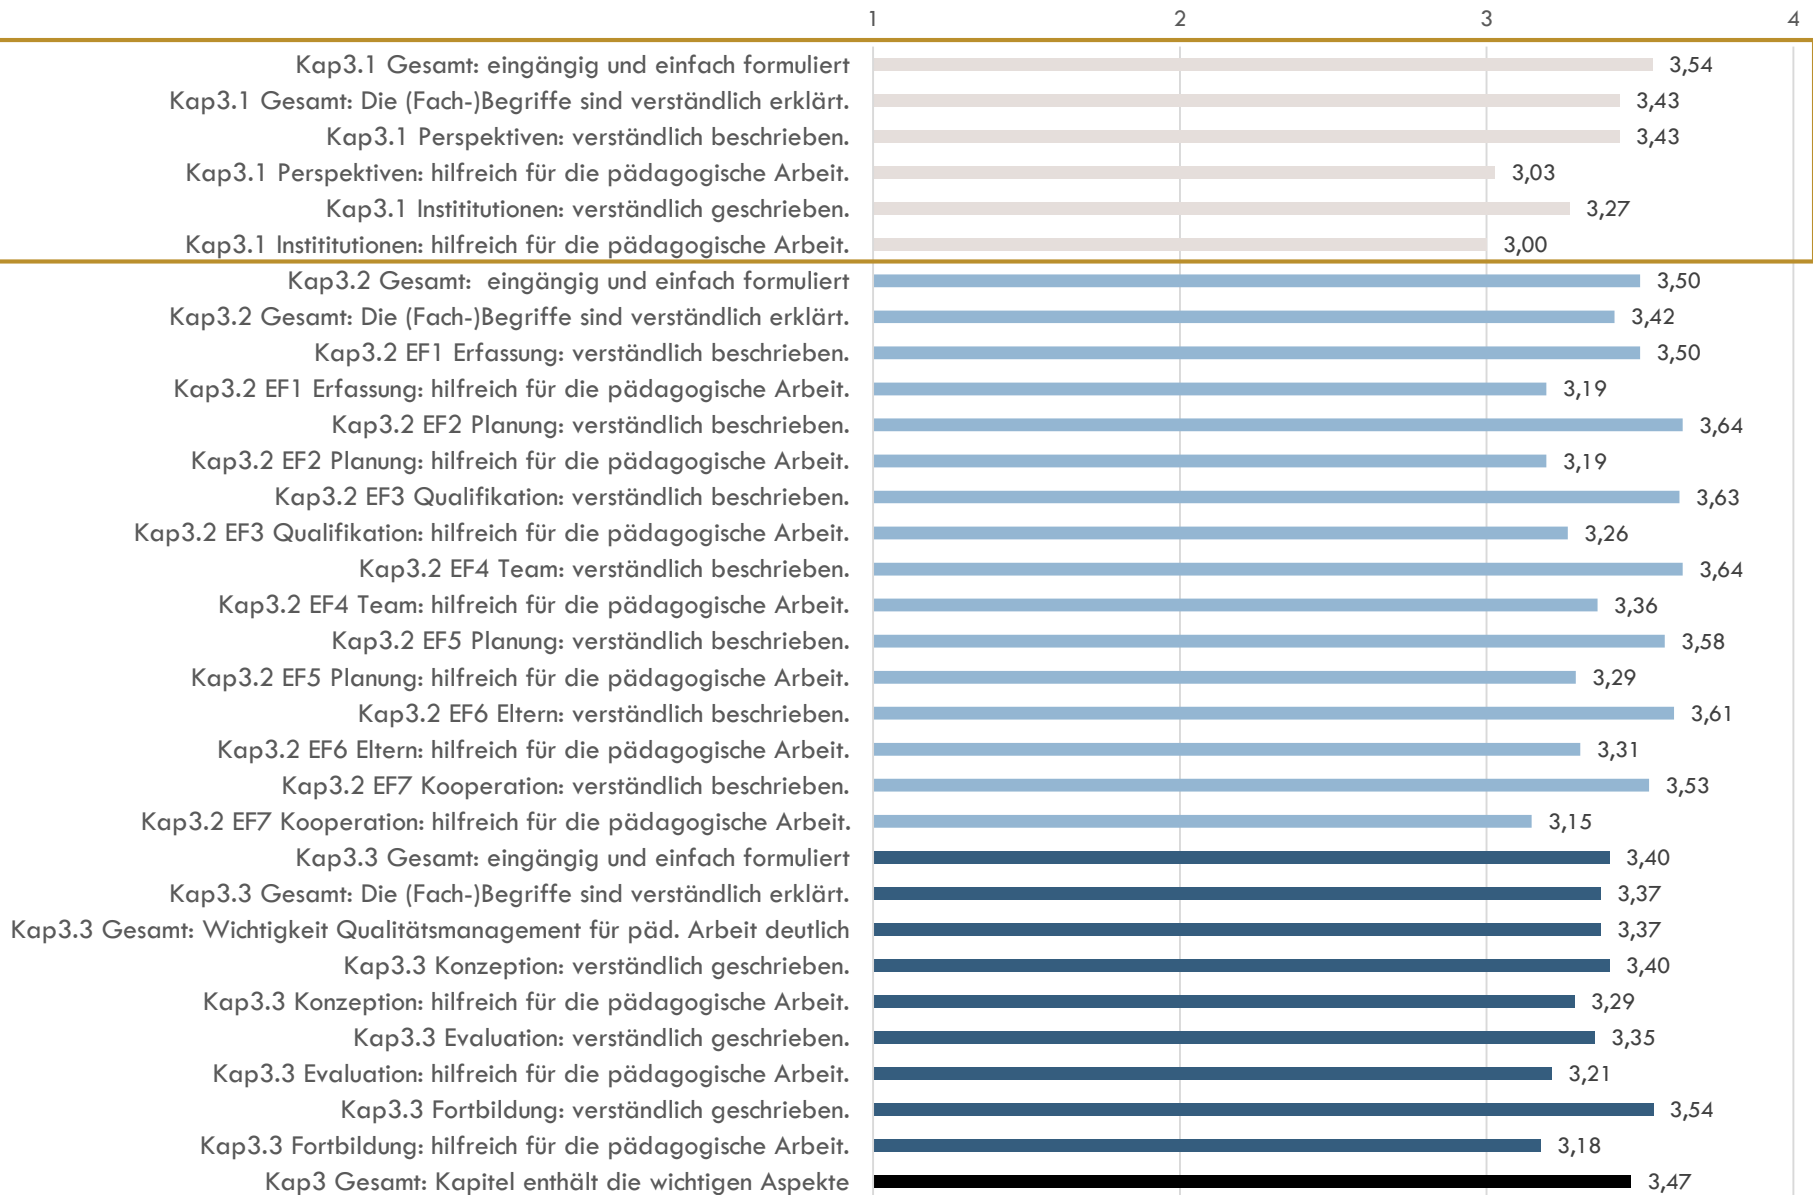 1 2 3 4
Kap3.1 Gesamt: eingängig und einfach formuliert 3,54
Kap3.1 Gesamt: Die (Fach-)Begriffe sind verständlich erklärt. 3,43
Kap3.1 Perspektiven: verständlich beschrieben. 3,43
Kap3.1 Perspektiven: hilfreich für die pädagogische Arbeit. 3,03
Kap3.1 Instititutionen: verständlich geschrieben. 3,27
Kap3.1 Instititutionen: hilfreich für die pädagogische Arbeit. 3,00
Kap3.2 Gesamt:  eingängig und einfach formuliert 3,50
Kap3.2 Gesamt: Die (Fach-)Begriffe sind verständlich erklärt. 3,42
Kap3.2 EF1 Erfassung: verständlich beschrieben. 3,50
Kap3.2 EF1 Erfassung: hilfreich für die pädagogische Arbeit. 3,19
Kap3.2 EF2 Planung: verständlich beschrieben. 3,64
Kap3.2 EF2 Planung: hilfreich für die pädagogische Arbeit. 3,19
Kap3.2 EF3 Qualifikation: verständlich beschrieben. 3,63
Kap3.2 EF3 Qualifikation: hilfreich für die pädagogische Arbeit. 3,26
Kap3.2 EF4 Team: verständlich beschrieben. 3,64
Kap3.2 EF4 Team: hilfreich für die pädagogische Arbeit. 3,36
Kap3.2 EF5 Planung: verständlich beschrieben. 3,58
Kap3.2 EF5 Planung: hilfreich für die pädagogische Arbeit. 3,29
Kap3.2 EF6 Eltern: verständlich beschrieben. 3,61
Kap3.2 EF6 Eltern: hilfreich für die pädagogische Arbeit. 3,31
Kap3.2 EF7 Kooperation: verständlich beschrieben. 3,53
Kap3.2 EF7 Kooperation: hilfreich für die pädagogische Arbeit. 3,15
Kap3.3 Gesamt: eingängig und einfach formuliert 3,40
Kap3.3 Gesamt: Die (Fach-)Begriffe sind verständlich erklärt. 3,37
Kap3.3 Gesamt: Wichtigkeit Qualitätsmanagement für päd. Arbeit deutlich 3,37
Kap3.3 Konzeption: verständlich geschrieben. 3,40
Kap3.3 Konzeption: hilfreich für die pädagogische Arbeit. 3,29
Kap3.3 Evaluation: verständlich geschrieben. 3,35
Kap3.3 Evaluation: hilfreich für die pädagogische Arbeit. 3,21
Kap3.3 Fortbildung: verständlich geschrieben. 3,54
Kap3.3 Fortbildung: hilfreich für die pädagogische Arbeit. 3,18
Kap3 Gesamt: Kapitel enthält die wichtigen Aspekte 3,47